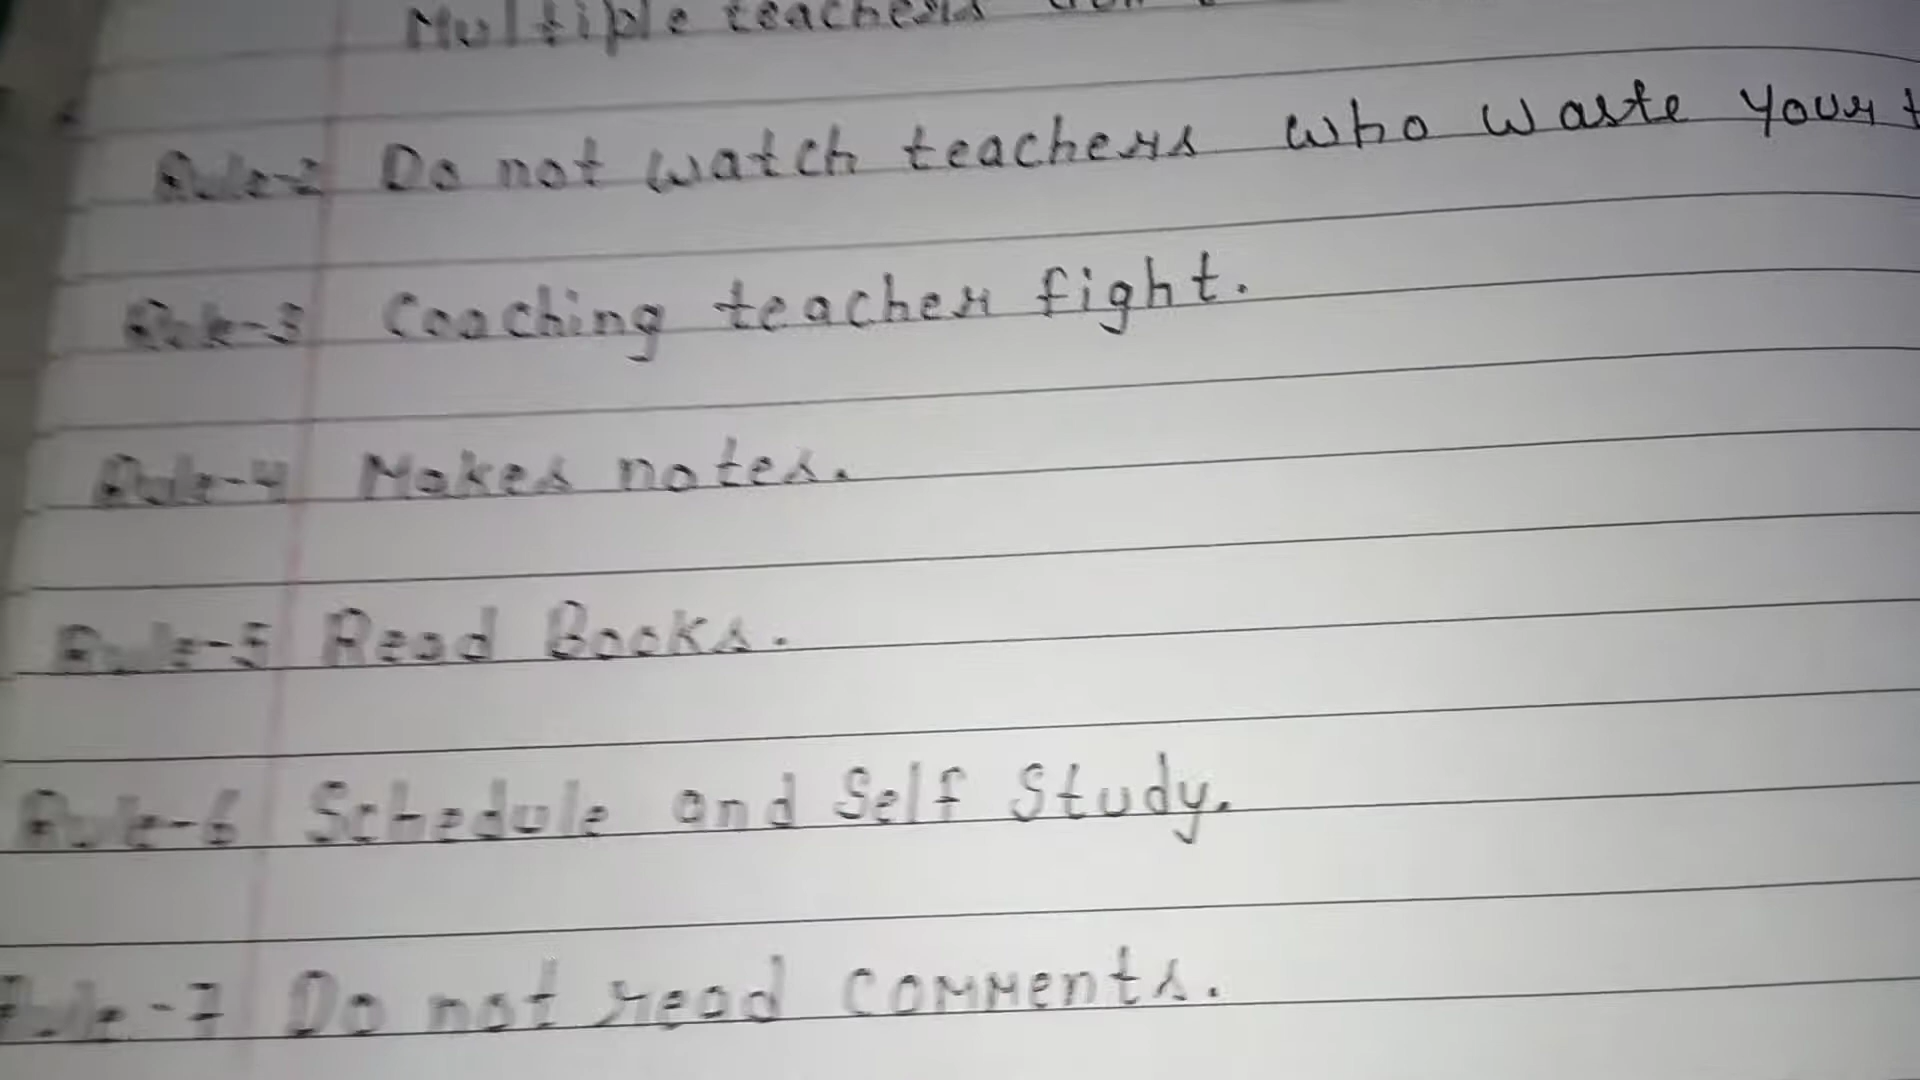 Multiple teachers
Rule-2 Do not watch teachers who waste your t
Rule-3 Coaching teacher fight.
Rule-4 Makes notes.
Rule-5 Read Books.
Rule-6 Schedule and Self Study.
Rule-7 Do not read comments.